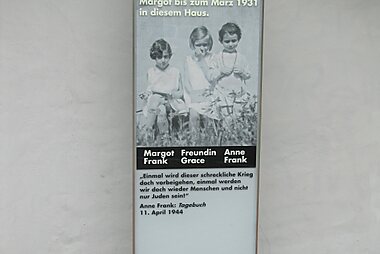 Margot bis zum März 1931
in diesem Haus.
Margot Freundin Anne
Frank Grace Frank
„Einmal wird dieser schreckliche Krieg
doch vorbeigehen, einmal werden
wir doch wieder Menschen und nicht
nur Juden sein!“
Anne Frank: Tagebuch
11. April 1944